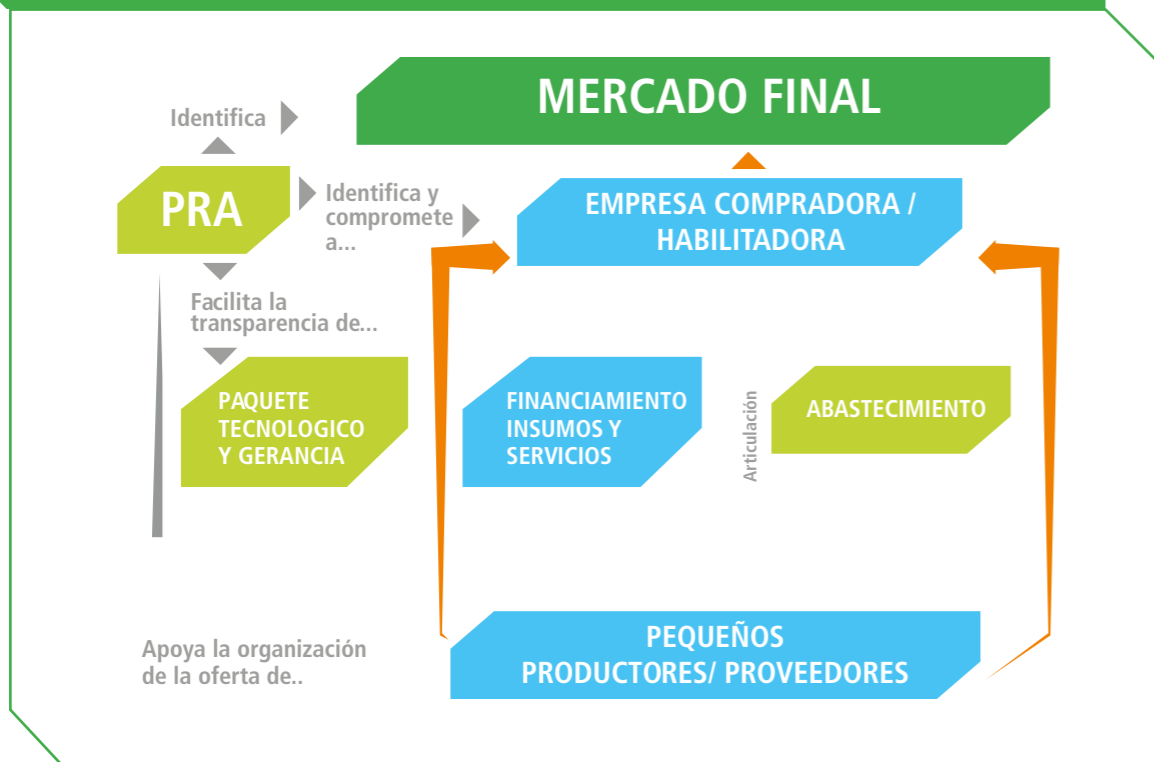 MERCADO FINAL
Identifica
PRA
Identifica y
compromete
a...
EMPRESA COMPRADORA /
HABILITADORA
Facilita la
transparencia de...
PAQUETE
TECNOLOGICO
Y GERANCIA
FINANCIAMIENTO
INSUMOS Y
SERVICIOS
Articulación
ABASTECIMIENTO
Apoya la organización
de la oferta de..
PEQUEÑOS
PRODUCTORES/ PROVEEDORES